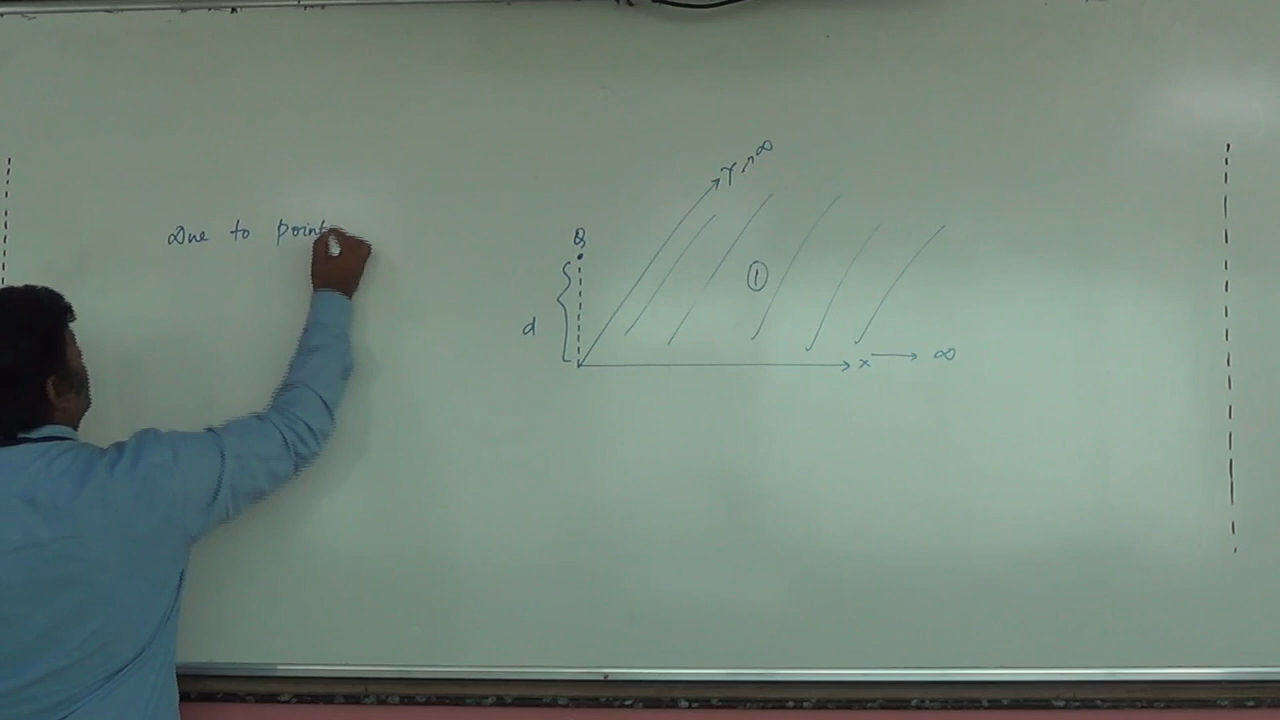 Due to point
Q
d
Y → ∞
①
x → ∞